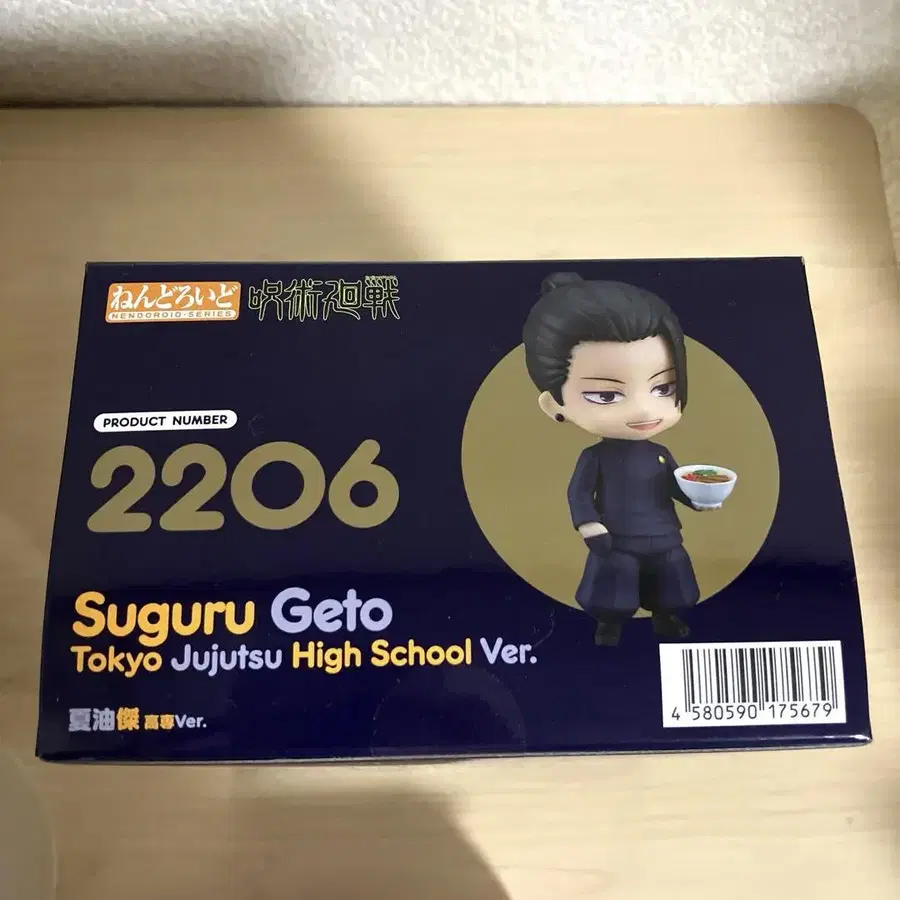 ねんどろいど
NENDOROID·SERIES
呪術廻戦
PRODUCT NUMBER
2206
Suguru Geto
Tokyo Jujutsu High School Ver.
夏油傑 高専Ver.
4 580590 175679